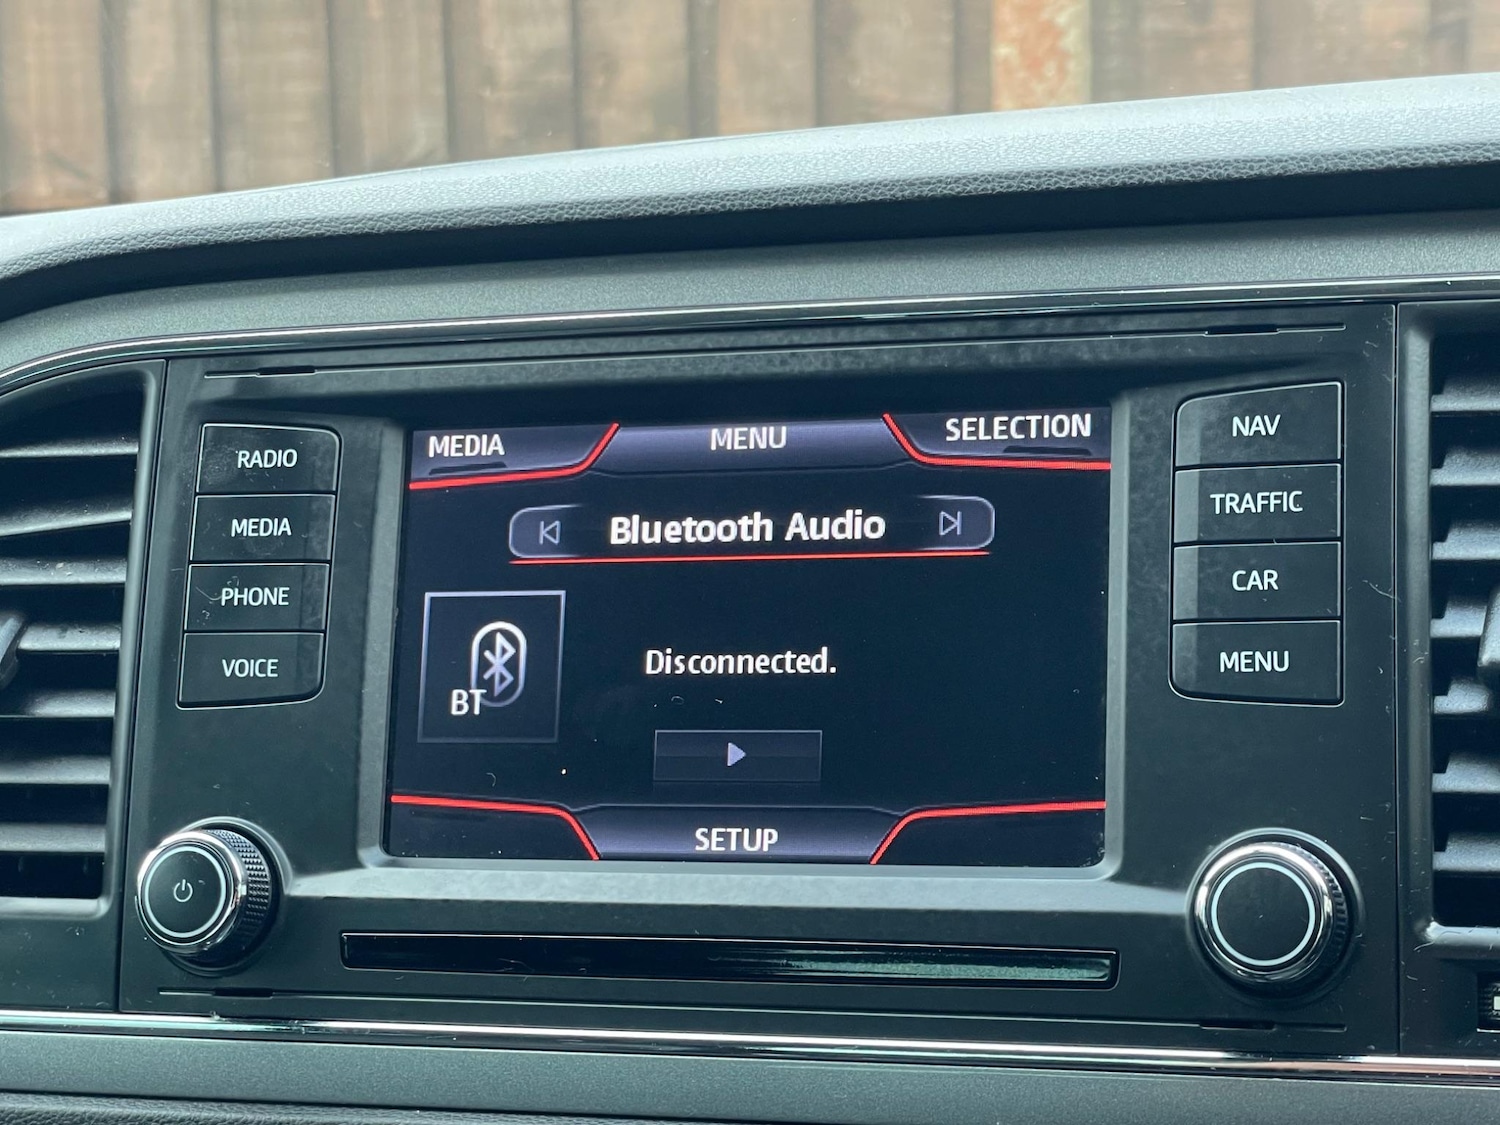 RADIO
MEDIA
PHONE
VOICE
MEDIA
MENU
SELECTION
Bluetooth Audio
BT
Disconnected.
SETUP
NAV
TRAFFIC
CAR
MENU